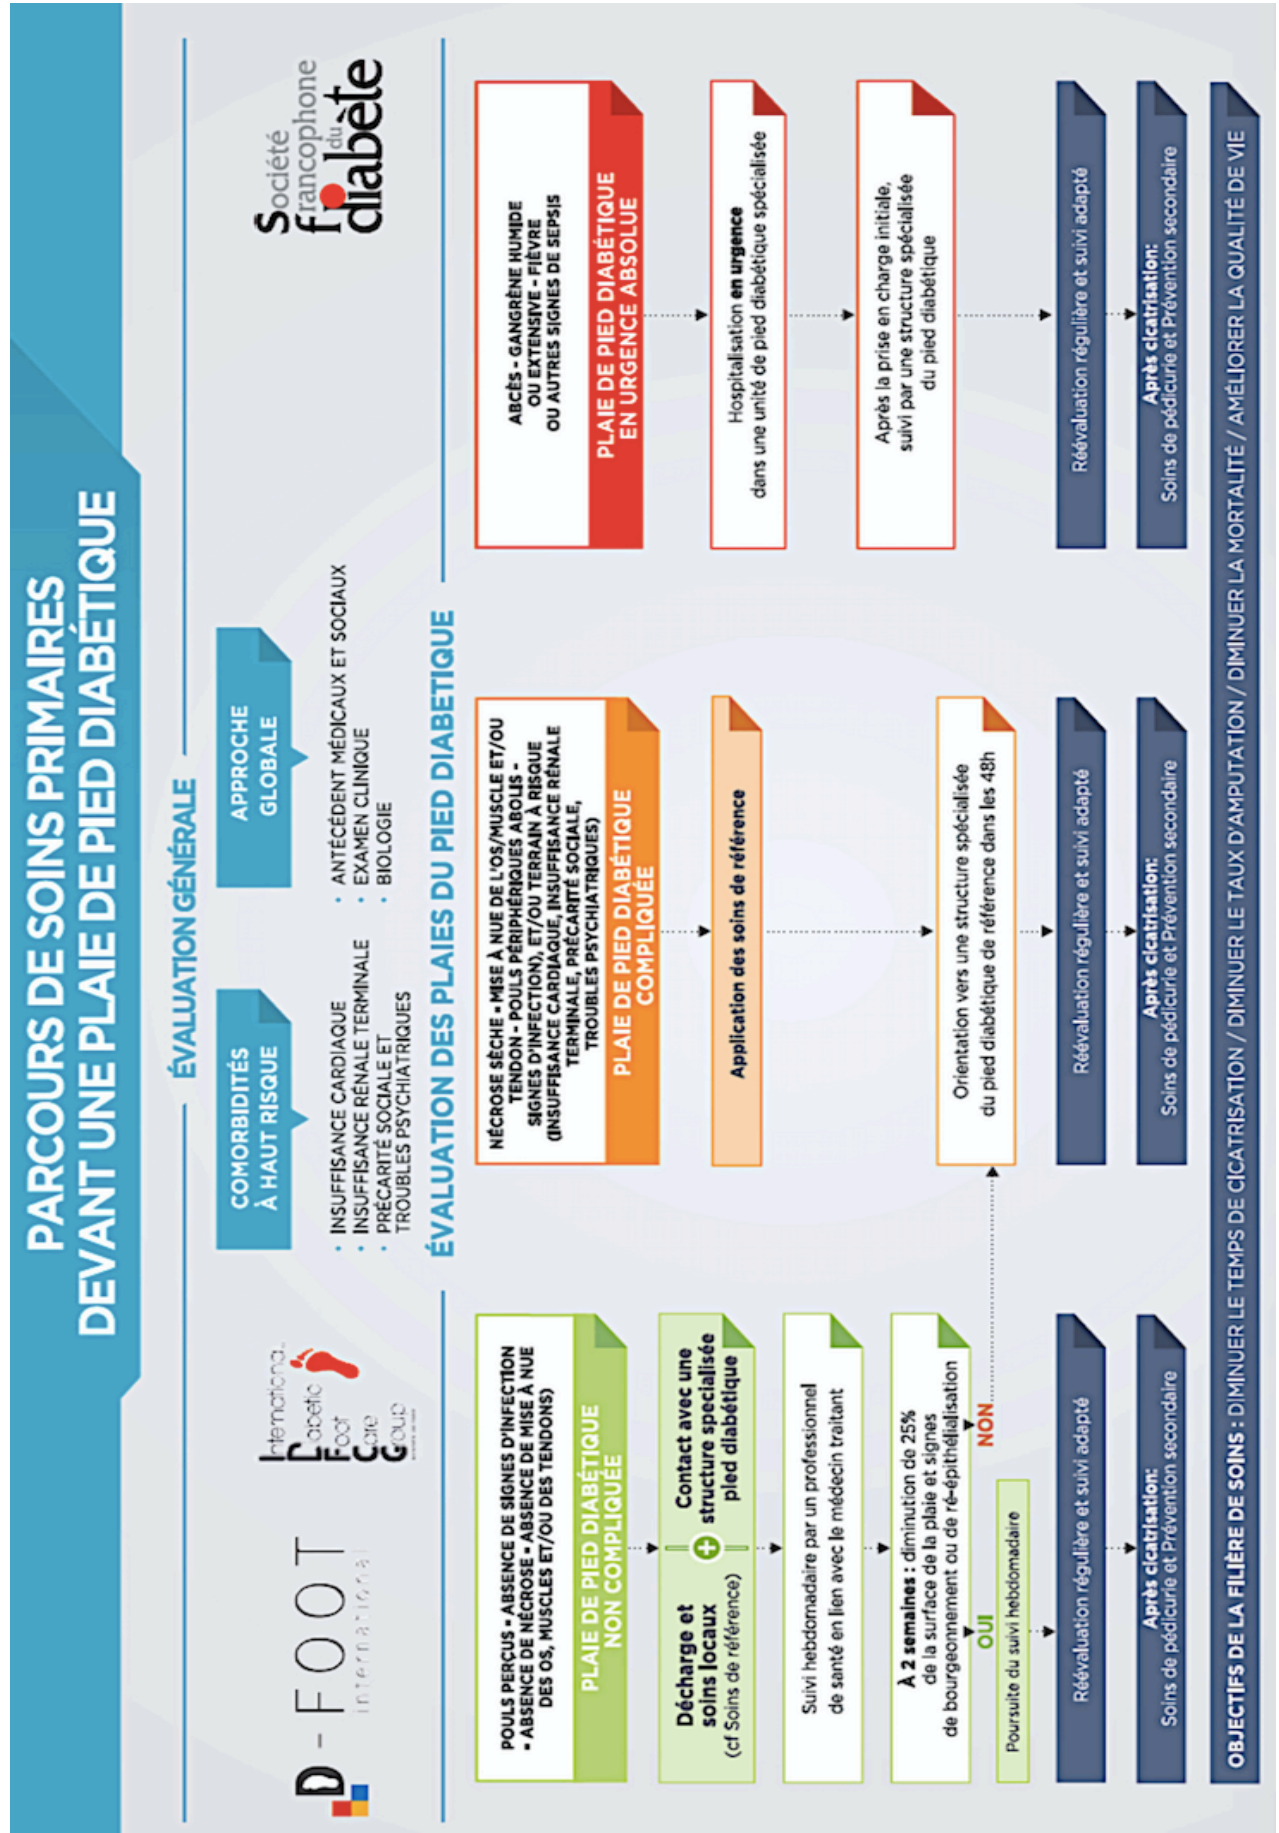 PARCOURS DE SOINS PRIMAIRES
DEVANT UNE PLAIE DE PIED DIABÉTIQUE
D-FOOT
International
International
Diabetic
Foot
Care
Group
Société
francophone
du
diabète
ÉVALUATION GÉNÉRALE
COMORBIDITÉS
À HAUT RISQUE
· INSUFFISANCE CARDIAQUE
· INSUFFISANCE RÉNALE TERMINALE
· PRÉCARITÉ SOCIALE ET
TROUBLES PSYCHIATRIQUES
APPROCHE
GLOBALE
· ANTÉCÉDENT MÉDICAUX ET SOCIAUX
· EXAMEN CLINIQUE
· BIOLOGIE
ÉVALUATION DES PLAIES DU PIED DIABETIQUE
POULS PERÇUS - ABSENCE DE SIGNES D'INFECTION
- ABSENCE DE NÉCROSE - ABSENCE DE MISE À NUE
DES OS, MUSCLES ET/OU DES TENDONS)
PLAIE DE PIED DIABÉTIQUE
NON COMPLIQUÉE
Décharge et
soins locaux
(cf Soins de référence)
+
Contact avec une
structure specialisée
pied diabétique
Suivi hebdomadaire par un professionnel
de santé en lien avec le médecin traitant
À 2 semaines : diminution de 25%
de la surface de la plaie et signes
de bourgeonnement ou de ré-épithélialisation
OUI
NON
Poursuite du suivi hebdomadaire
Réévaluation régulière et suivi adapté
Après cicatrisation:
Soins de pédicurie et Prévention secondaire
NÉCROSE SÈCHE - MISE À NUE DE L'OS/MUSCLE ET/OU
TENDON - POULS PÉRIPHÉRIQUES ABOLIS -
SIGNES D'INFECTION), ET/OU TERRAIN À RISQUE
(INSUFFISANCE CARDIAQUE, INSUFFISANCE RÉNALE
TERMINALE, PRÉCARITÉ SOCIALE,
TROUBLES PSYCHIATRIQUES)
PLAIE DE PIED DIABÉTIQUE
COMPLIQUÉE
Application des soins de référence
Orientation vers une structure spécialisée
du pied diabétique de référence dans les 48h
Réévaluation régulière et suivi adapté
Après cicatrisation:
Soins de pédicurie et Prévention secondaire
ABCÈS - GANGRÈNE HUMIDE
OU EXTENSIVE - FIÈVRE
OU AUTRES SIGNES DE SEPSIS
PLAIE DE PIED DIABÉTIQUE
EN URGENCE ABSOLUE
Hospitalisation en urgence
dans une unité de pied diabétique spécialisée
Après la prise en charge initiale,
suivi par une structure spécialisée
du pied diabétique
Réévaluation régulière et suivi adapté
Après cicatrisation:
Soins de pédicurie et Prévention secondaire
OBJECTIFS DE LA FILIÈRE DE SOINS : DIMINUER LE TEMPS DE CICATRISATION / DIMINUER LE TAUX D'AMPUTATION / DIMINUER LA MORTALITÉ / AMÉLIORER LA QUALITÉ DE VIE